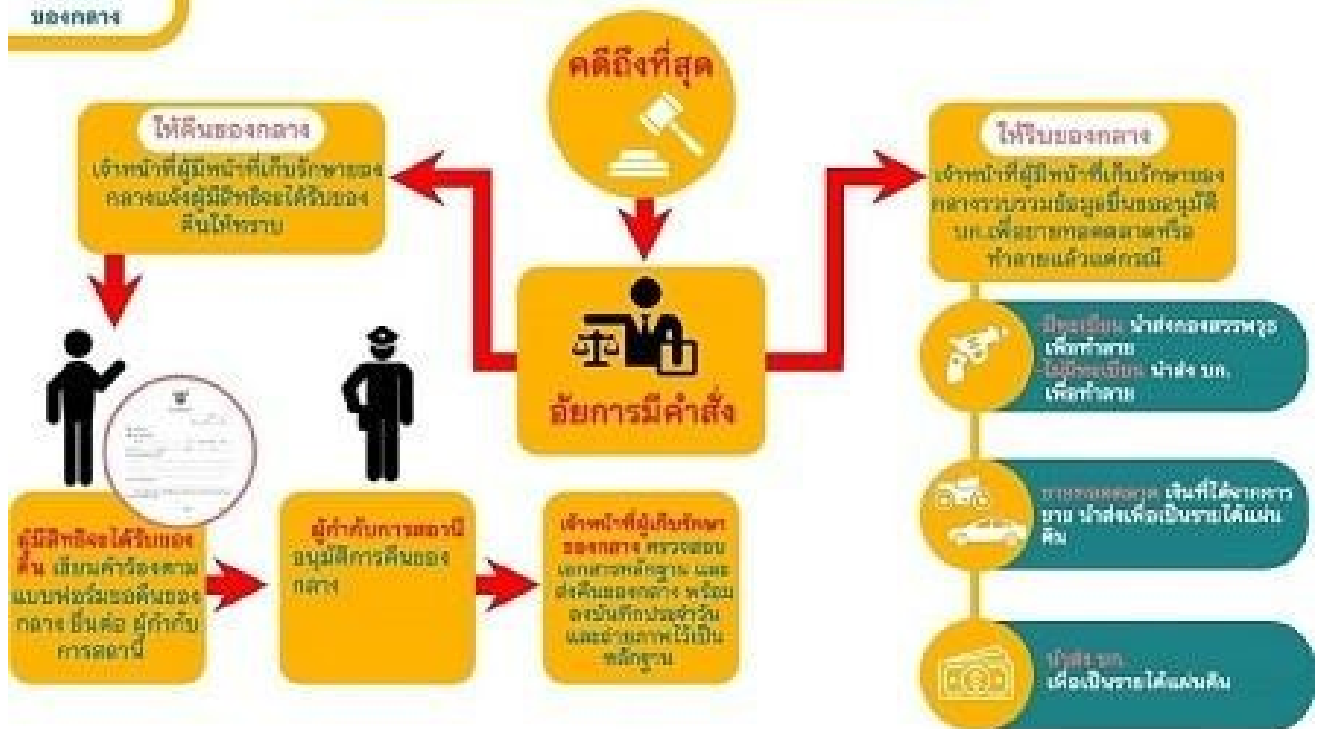 ของกลาง
คดีถึงที่สุด
ให้คืนของกลาง
เจ้าหน้าที่ผู้มีหน้าที่เก็บรักษาของ
กลางแจ้งผู้มีสิทธิจะได้รับของ
คืนให้ทราบ
อัยการมีคำสั่ง
ให้ริบของกลาง
เจ้าหน้าที่ผู้มีหน้าที่เก็บรักษาของ
กลางรวบรวมข้อมูลยื่นขออนุมัติ
บก.เพื่อขายทอดตลาดหรือ
ทำลายแล้วแต่กรณี
-มีทะเบียน นำส่งกองสรรพาวุธ
เพื่อทำลาย
-ไม่มีทะเบียน นำส่ง บก.
เพื่อทำลาย
ขายทอดตลาด เงินที่ได้จากการ
ขาย นำส่งเพื่อเป็นรายได้แผ่น
ดิน
นำส่ง บก.
เพื่อเป็นรายได้แผ่นดิน
ผู้มีสิทธิจะได้รับของ
คืน เขียนคำร้องตาม
แบบฟอร์มขอคืนของ
กลาง ยื่นต่อ ผู้กำกับ
การสถานี
ผู้กำกับการสถานี
อนุมัติการคืนของ
กลาง
เจ้าหน้าที่ผู้เก็บรักษา
ของกลาง ตรวจสอบ
เอกสารหลักฐาน และ
ส่งคืนของกลาง พร้อม
ลงบันทึกประจำวัน
และถ่ายภาพไว้เป็น
หลักฐาน